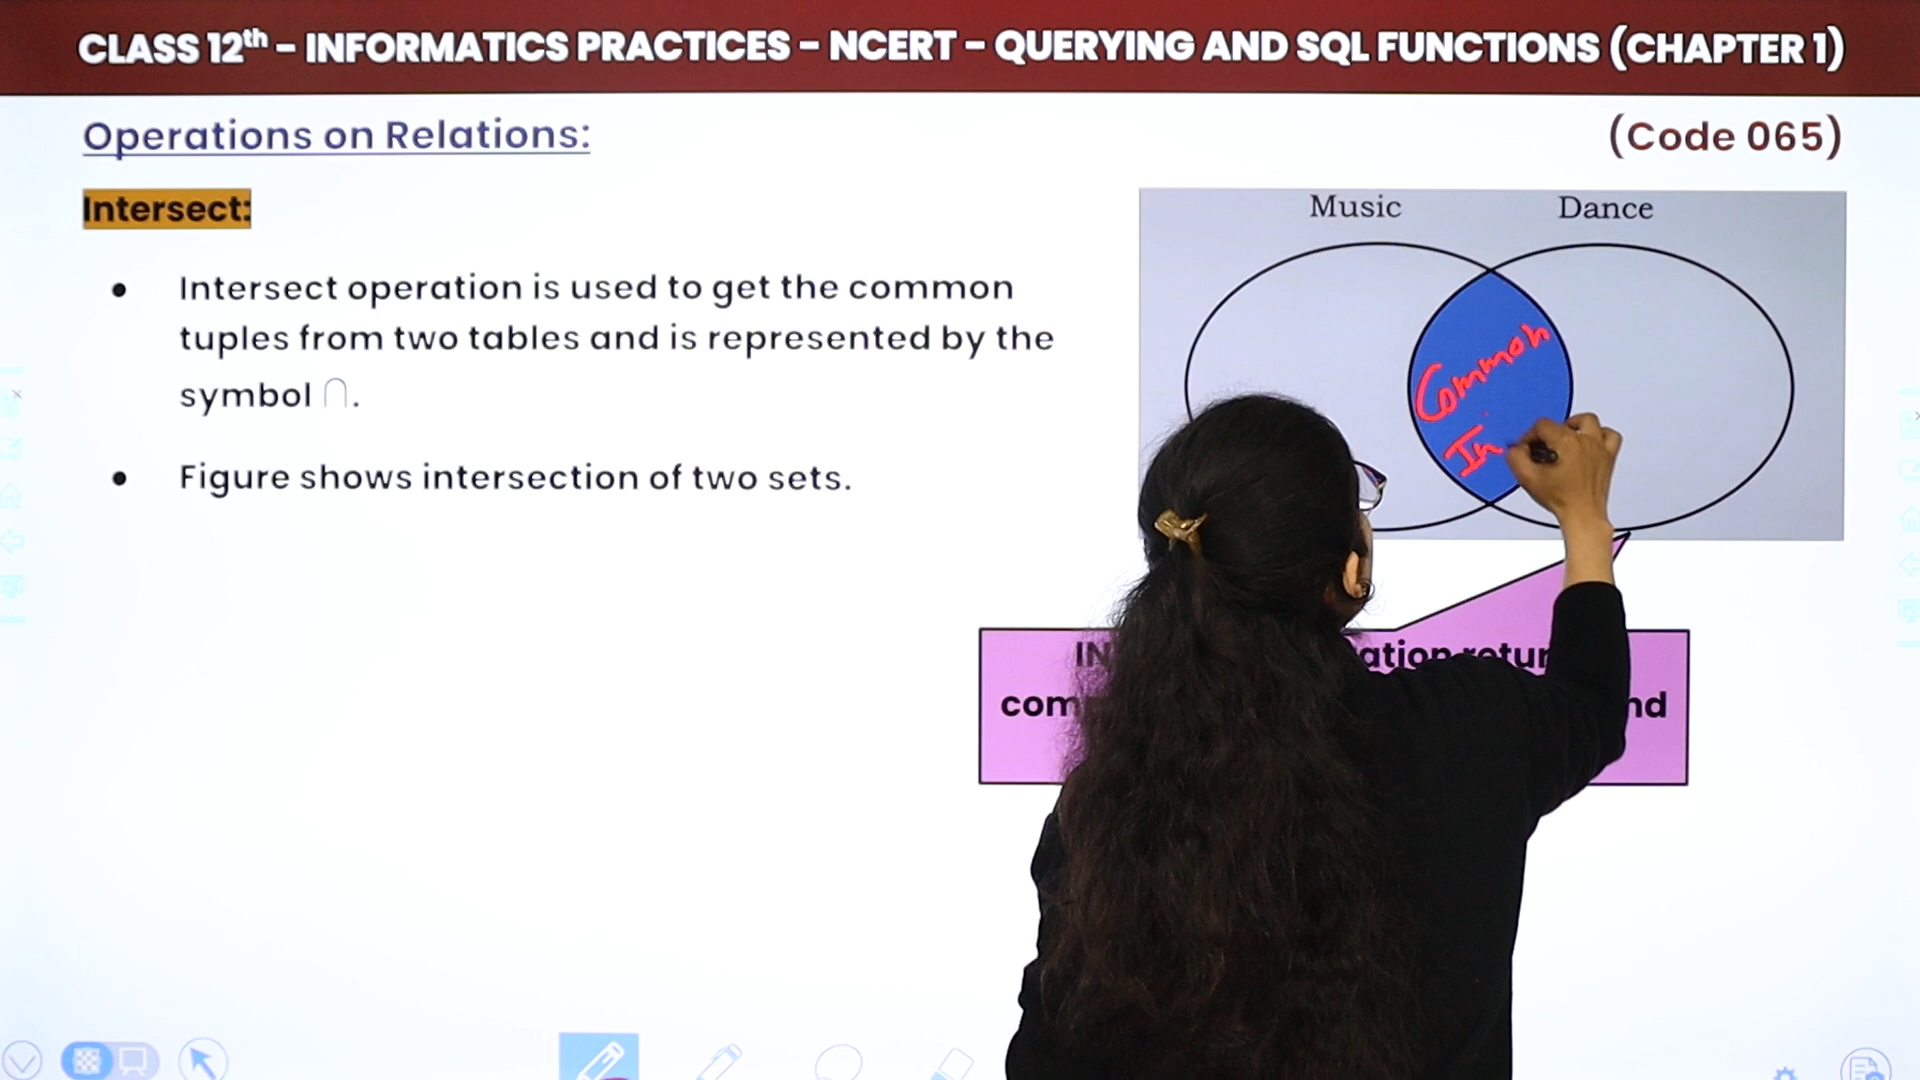 CLASS 12th – INFORMATICS PRACTICES – NCERT – QUERYING AND SQL FUNCTIONS (CHAPTER 1)
Operations on Relations:
(Code 065)
Intersect:
● Intersect operation is used to get the common
tuples from two tables and is represented by the
symbol ∩.
● Figure shows intersection of two sets.
Music Dance
Common
In